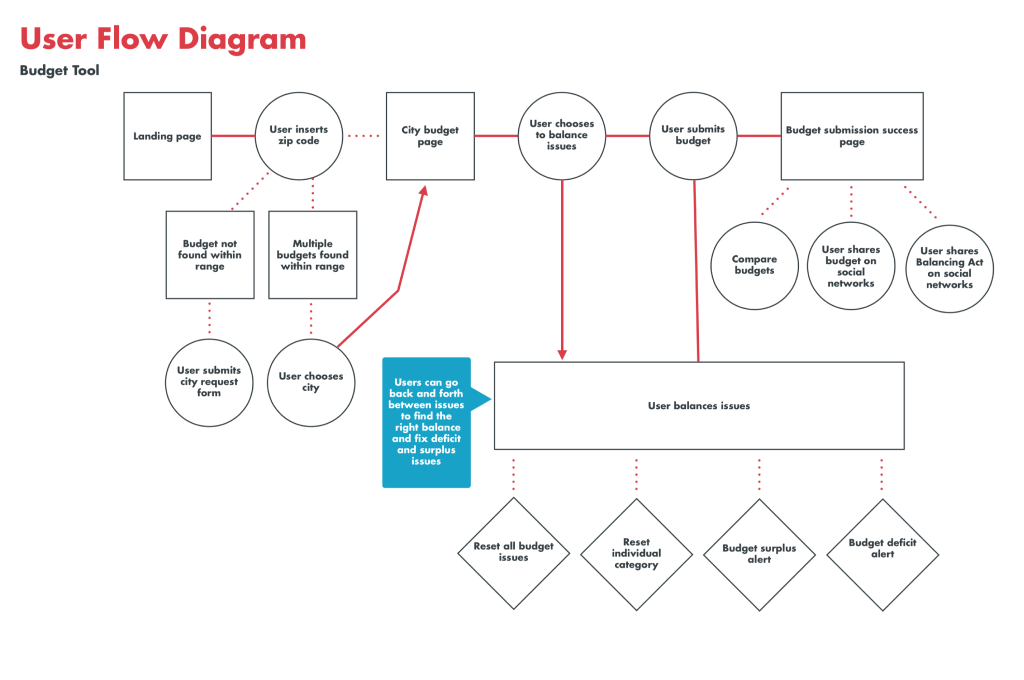 User Flow Diagram
Budget Tool
Landing page
User inserts
zip code
City budget
page
User chooses
to balance
issues
User submits
budget
Budget submission success
page
Budget not
found within
range
Multiple
budgets found
within range
Compare
budgets
User shares
budget on
social
networks
User shares
Balancing Act
on social
networks
User submits
city request
form
User chooses
city
Users can go
back and forth
between issues
to find the
right balance
and fix deficit
and surplus
issues
User balances issues
Reset all budget
issues
Reset
individual
category
Budget surplus
alert
Budget deficit
alert